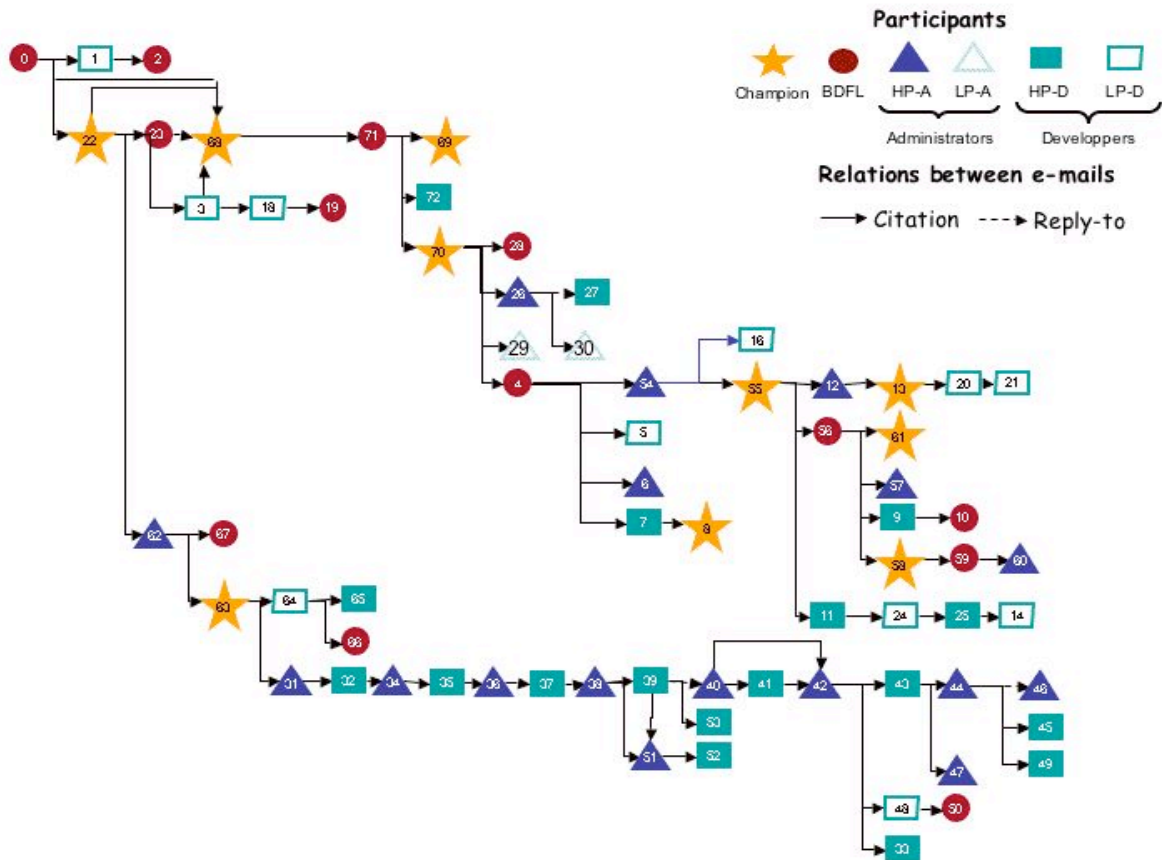 Participants
Champion BDFL HP-A LP-A HP-D LP-D
Administrators Developpers
Relations between e-mails
Citation Reply-to
0 1 2
22 23 68 71 69
3 18 19
72
70 28
26 27
29 30
16
4 54 55 12 13 20 21
5 56 61
6 57
7 8 9 10
62 67
58 59 60
63 64 65
11 24 25 14
66
31 32 34 35 36 37 38 39 40 41 42 43 44 46
53 45
51 52 49
47
48 50
33